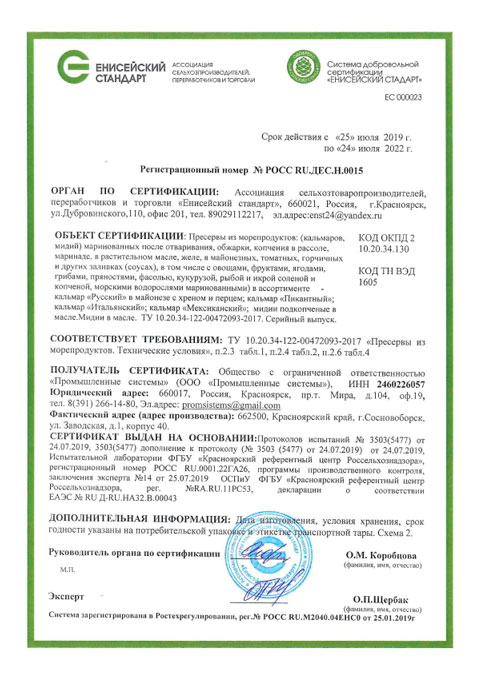 ЕНИСЕЙСКИЙ
СТАНДАРТ
АССОЦИАЦИЯ
СЕЛЬХОЗПРОИЗВОДИТЕЛЕЙ,
ПЕРЕРАБОТЧИКОВ И ТОРГОВЛИ
Система добровольной
сертификации
«ЕНИСЕЙСКИЙ СТАДАРТ»
ЕС 000023
Срок действия с «25» июля 2019 г.
по «24» июля 2022 г.
Регистрационный номер № РОСС RU.ДЕС.Н.0015
ОРГАН ПО СЕРТИФИКАЦИИ: Ассоциация сельхозтоваропроизводителей,
переработчиков и торговли «Енисейский стандарт», 660021, Россия, г.Красноярск,
ул.Дубровинского,110, офис 201, тел. 89029112217, эл.адрес:enst24@yandex.ru
ОБЪЕКТ СЕРТИФИКАЦИИ: Пресервы из морепродуктов: (кальмаров,
мидий) маринованных после отваривания, обжарки, копчения в рассоле,
маринаде, в растительном масле, желе, в майонезных, томатных, горчичных
и других заливках (соусах), в том числе с овощами, фруктами, ягодами,
грибами, пряностями, фасолью, кукурузой, рыбой и икрой соленой и
копченой, морскими водорослями маринованными) в ассортименте -
кальмар «Русский» в майонезе с хреном и перцем; кальмар «Пикантный»;
кальмар «Итальянский»; кальмар «Мексиканский»; мидии подкопченые в
масле.Мидии в масле. ТУ 10.20.34-122-00472093-2017. Серийный выпуск.
КОД ОКПД 2
10.20.34.130
КОД ТН ВЭД
1605
СООТВЕТСТВУЕТ ТРЕБОВАНИЯМ: ТУ 10.20.34-122-00472093-2017 «Пресервы из
морепродуктов. Технические условия», п.2.3 табл.1, п.2.4 табл.2, п.2.6 табл.4
ПОЛУЧАТЕЛЬ СЕРТИФИКАТА: Общество с ограниченной ответственностью
«Промышленные системы» (ООО «Промышленные системы»), ИНН 2460226057
Юридический адрес: 660017, Россия, Красноярск, пр.т. Мира, д.104, оф.19,
тел. 8(391) 266-14-80, Эл.адрес: promsistems@gmail.com
Фактический адрес (адрес производства): 662500, Красноярский край, г.Сосновоборск,
ул. Заводская, д.1, корпус 40.
СЕРТИФИКАТ ВЫДАН НА ОСНОВАНИИ:Протоколов испытаний № 3503(5477) от
24.07.2019, 3503(5477) дополнение к протоколу (№ 3503 (5477) от 24.07.2019) от 24.07.2019,
Испытательной лаборатории ФГБУ «Красноярский референтный центр Россельхознадзора»,
регистрационный номер РОСС RU.0001.22ГА26, программы производственного контроля,
заключения эксперта №14 от 25.07.2019 ОСПиУ ФГБУ «Красноярский референтный центр
Россельхознадзора, рег. №RA.RU.11РС53, декларации о соответствии
ЕАЭС № RU Д-RU.НА32.В.00043
ДОПОЛНИТЕЛЬНАЯ ИНФОРМАЦИЯ: Дата изготовления, условия хранения, срок
годности указаны на потребительской упаковке и этикетке транспортной тары. Схема 2.
Руководитель органа по сертификации
О.М. Коробцова
(фамилия, имя, отчество)
М.П.
Эксперт
О.П.Щербак
(фамилия, имя, отчество)
Система зарегистрирована в Ростехрегулировании, рег.№ РОСС RU.М2040.04ЕНС0 от 25.01.2019г